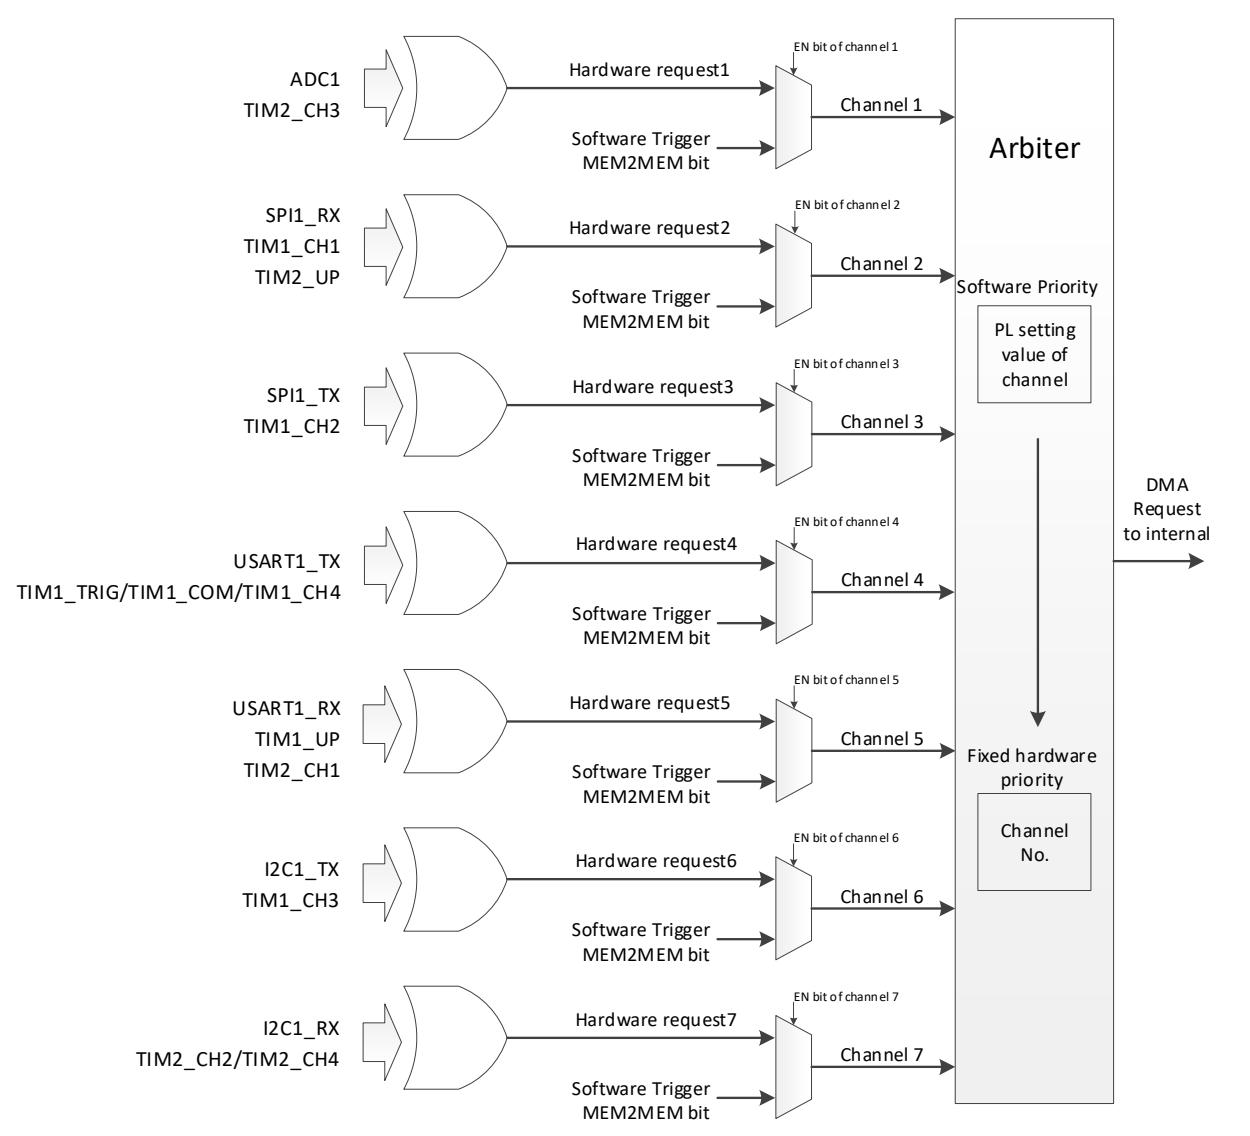 EN bit of channel 1
Hardware request1
ADC1
TIM2_CH3
Channel 1
Software Trigger
MEM2MEM bit
Arbiter
EN bit of channel 2
SPI1_RX
TIM1_CH1
TIM2_UP
Hardware request2
Channel 2
Software Trigger
MEM2MEM bit
Software Priority
PL setting
value of
channel
EN bit of channel 3
SPI1_TX
TIM1_CH2
Hardware request3
Channel 3
Software Trigger
MEM2MEM bit
DMA
Request
to internal
EN bit of channel 4
USART1_TX
TIM1_TRIG/TIM1_COM/TIM1_CH4
Hardware request4
Channel 4
Software Trigger
MEM2MEM bit
EN bit of channel 5
USART1_RX
TIM1_UP
TIM2_CH1
Hardware request5
Channel 5
Software Trigger
MEM2MEM bit
Fixed hardware
priority
Channel
No.
EN bit of channel 6
I2C1_TX
TIM1_CH3
Hardware request6
Channel 6
Software Trigger
MEM2MEM bit
EN bit of channel 7
I2C1_RX
TIM2_CH2/TIM2_CH4
Hardware request7
Channel 7
Software Trigger
MEM2MEM bit